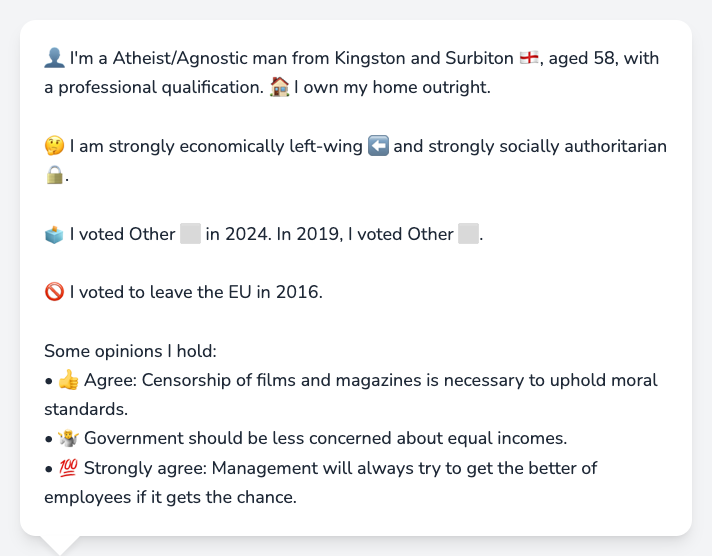 👤 I'm a Atheist/Agnostic man from Kingston and Surbiton 🏴󠁧󠁢󠁥󠁮󠁧󠁿, aged 58, with
a professional qualification. 🏠 I own my home outright.
🤔 I am strongly economically left-wing ⬅️ and strongly socially authoritarian
🔒.
🗳️ I voted Other ⬜ in 2024. In 2019, I voted Other ⬜.
🚫 I voted to leave the EU in 2016.
Some opinions I hold:
• 👍 Agree: Censorship of films and magazines is necessary to uphold moral
standards.
• 🤷 Government should be less concerned about equal incomes.
• 💯 Strongly agree: Management will always try to get the better of
employees if it gets the chance.